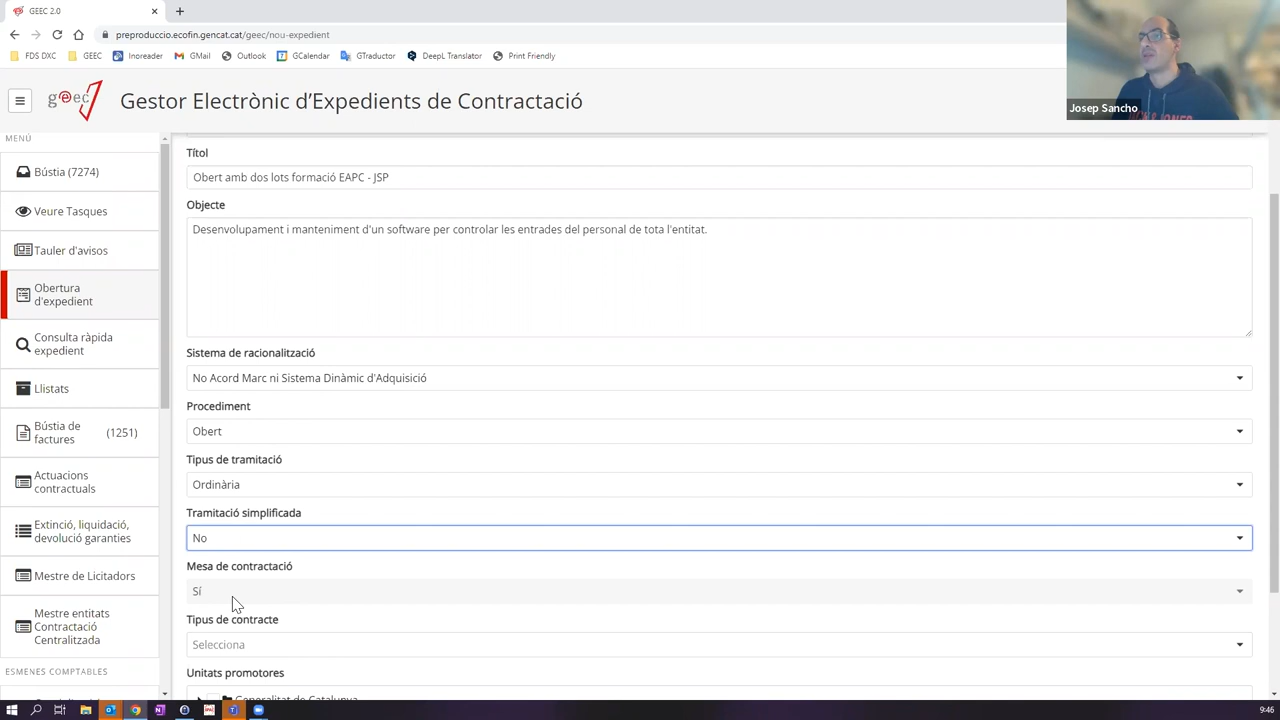 GEEC 2.0
preproduccio.ecofin.gencat.cat/geec/nou-expedient
FDS DXC
GEEC
Inoreader
GMail
Outlook
GCalendar
GTraductor
DeepL Translator
Print Friendly
Josep Sancho
geec
Gestor Electrònic d'Expedients de Contractació
MENÚ
Bústia (7274)
Veure Tasques
Tauler d'avisos
Obertura
d'expedient
Consulta ràpida
expedient
Llistats
Bústia de
factures
(1251)
Actuacions
contractuals
Extinció, liquidació,
devolució garanties
Mestre de Licitadors
Mestre entitats
Contractació
Centralitzada
ESMENES COMPTABLES
Títol
Obert amb dos lots formació EAPC - JSP
Objecte
Desenvolupament i manteniment d'un software per controlar les entrades del personal de tota l'entitat.
Sistema de racionalització
No Acord Marc ni Sistema Dinàmic d'Adquisició
Procediment
Obert
Tipus de tramitació
Ordinària
Tramitació simplificada
No
Mesa de contractació
Sí
Tipus de contracte
Selecciona
Unitats promotores
Generalitat de Catalunya
9:46